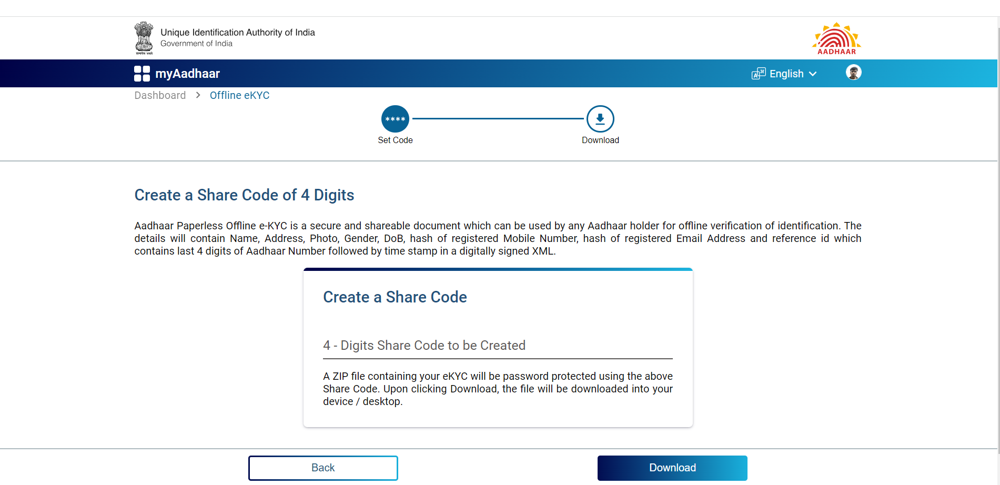 Unique Identification Authority of India
Government of India
सत्यमेव जयते
AADHAAR
myAadhaar
English
Dashboard > Offline eKYC
****
Set Code
Download
Create a Share Code of 4 Digits
Aadhaar Paperless Offline e-KYC is a secure and shareable document which can be used by any Aadhaar holder for offline verification of identification. The
details will contain Name, Address, Photo, Gender, DoB, hash of registered Mobile Number, hash of registered Email Address and reference id which
contains last 4 digits of Aadhaar Number followed by time stamp in a digitally signed XML.
Create a Share Code
4 - Digits Share Code to be Created
A ZIP file containing your eKYC will be password protected using the above
Share Code. Upon clicking Download, the file will be downloaded into your
device / desktop.
Back
Download